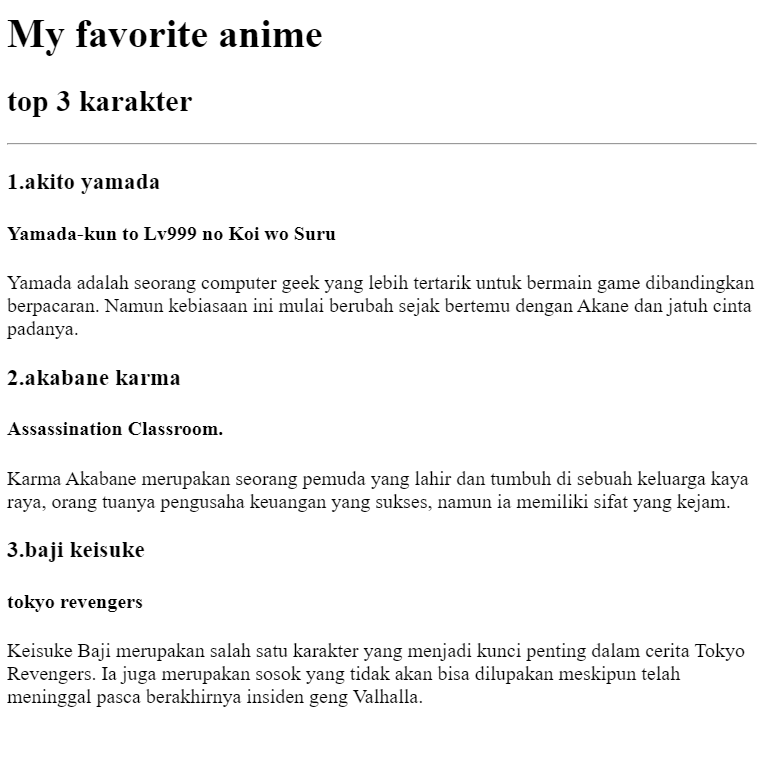 My favorite anime
top 3 karakter
1.akito yamada
Yamada-kun to Lv999 no Koi wo Suru
Yamada adalah seorang computer geek yang lebih tertarik untuk bermain game dibandingkan
berpacaran. Namun kebiasaan ini mulai berubah sejak bertemu dengan Akane dan jatuh cinta
padanya.
2.akabane karma
Assassination Classroom.
Karma Akabane merupakan seorang pemuda yang lahir dan tumbuh di sebuah keluarga kaya
raya, orang tuanya pengusaha keuangan yang sukses, namun ia memiliki sifat yang kejam.
3.baji keisuke
tokyo revengers
Keisuke Baji merupakan salah satu karakter yang menjadi kunci penting dalam cerita Tokyo
Revengers. Ia juga merupakan sosok yang tidak akan bisa dilupakan meskipun telah
meninggal pasca berakhirnya insiden geng Valhalla.